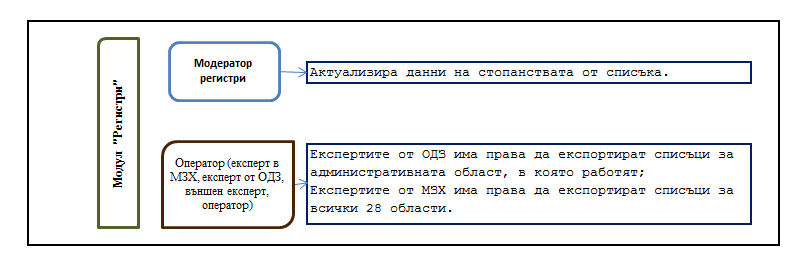 Модул "Регистри"
Модератор
регистри
Актуализира данни на стопанствата от списъка.
Оператор (експерт в
МЗХ, експерт от ОДЗ,
външен експерт,
оператор)
Експертите от ОДЗ има права да експортират списъци за
административната област, в която работят;
Експертите от МЗХ има права да експортират списъци за
всички 28 области.